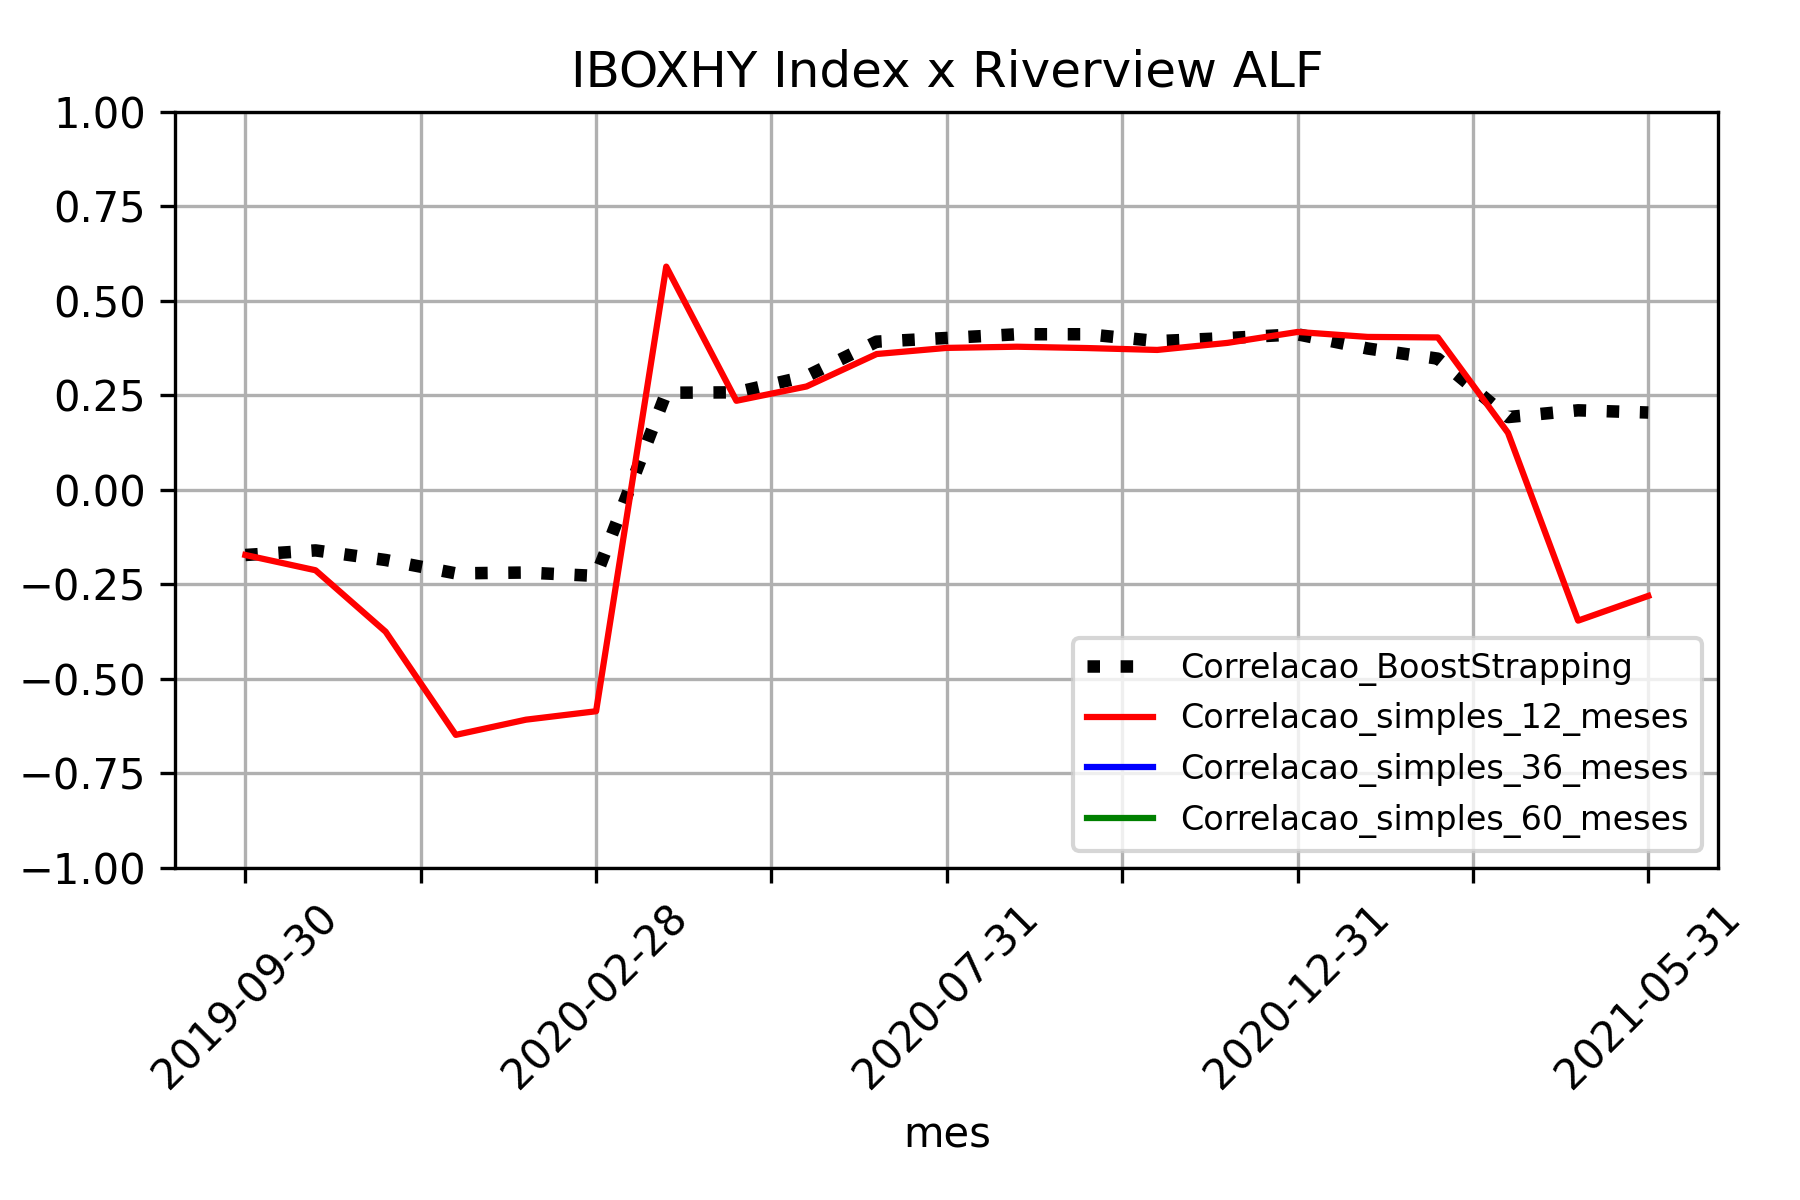 IBOXHY Index x Riverview ALF
1.00
0.75
0.50
0.25
0.00
−0.25
−0.50
−0.75
−1.00
Correlacao_BoostStrapping
Correlacao_simples_12_meses
Correlacao_simples_36_meses
Correlacao_simples_60_meses
2019-09-30
2020-02-28
2020-07-31
2020-12-31
2021-05-31
mes